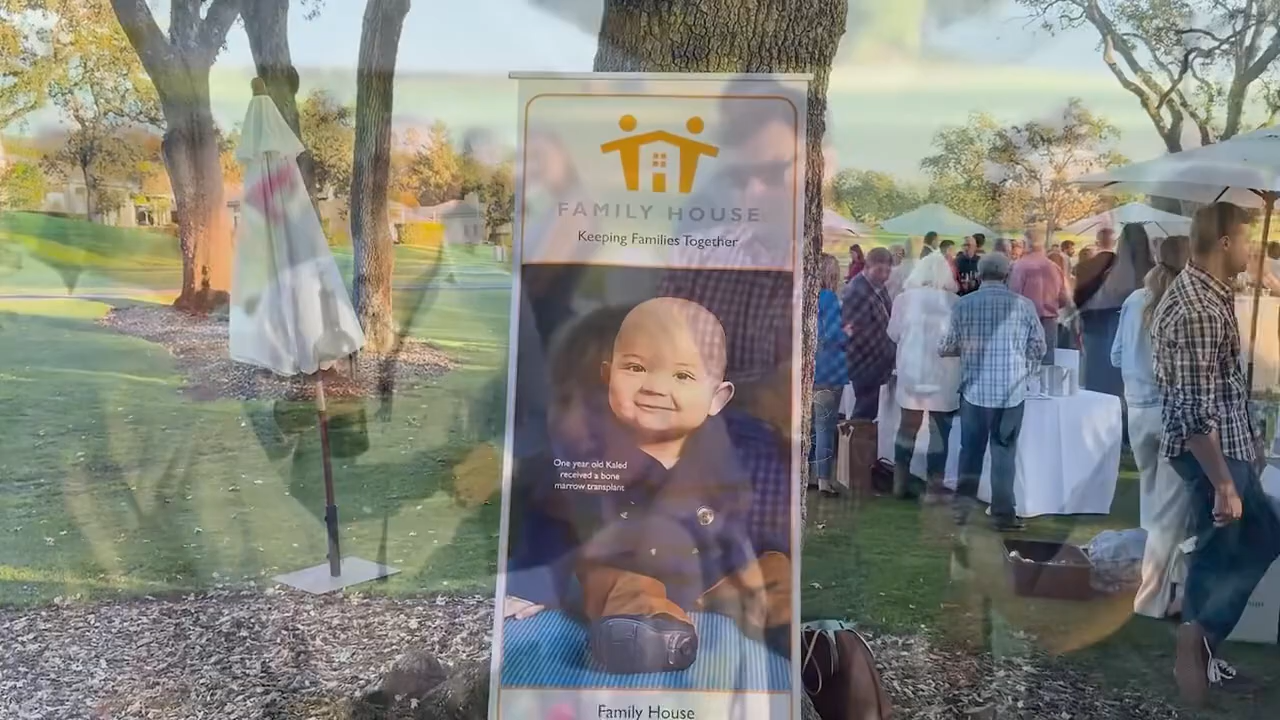 FAMILY HOUSE
Keeping Families Together
One year old Kaled
received a bone
marrow transplant
Family House